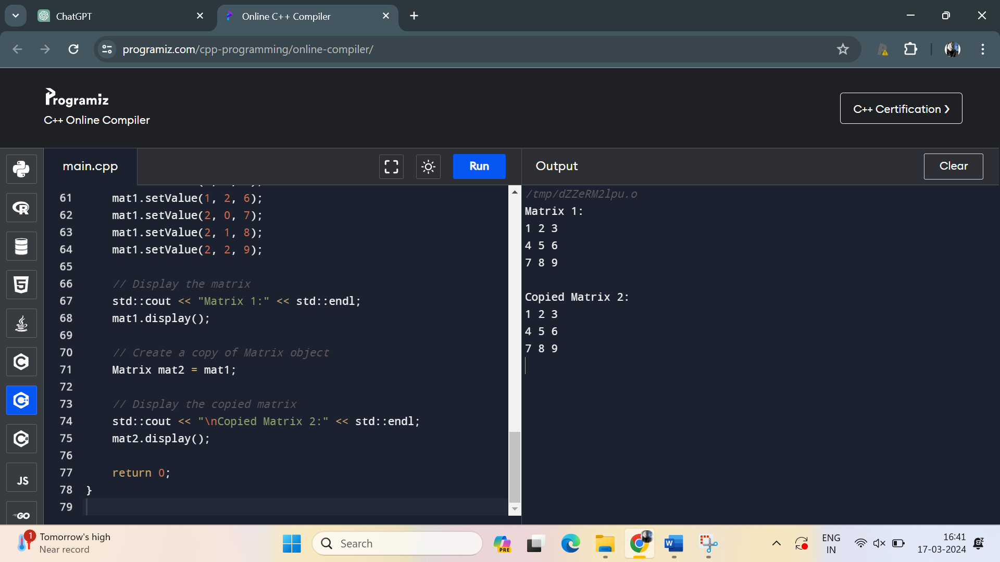 ChatGPT
Online C++ Compiler
programiz.com/cpp-programming/online-compiler/
Programiz
C++ Online Compiler
C++ Certification ❯
main.cpp
Run
Output
Clear
61 mat1.setValue(1, 2, 6);
62 mat1.setValue(2, 0, 7);
63 mat1.setValue(2, 1, 8);
64 mat1.setValue(2, 2, 9);
65
66 // Display the matrix
67 std::cout << "Matrix 1:" << std::endl;
68 mat1.display();
69
70 // Create a copy of Matrix object
71 Matrix mat2 = mat1;
72
73 // Display the copied matrix
74 std::cout << "\nCopied Matrix 2:" << std::endl;
75 mat2.display();
76
77 return 0;
78 }
79
/tmp/dZZeRM2lpu.o
Matrix 1:
1 2 3
4 5 6
7 8 9
Copied Matrix 2:
1 2 3
4 5 6
7 8 9
JS
GO
1
Tomorrow's high
Near record
Search
PRE
W
ENG
IN
16:41
17-03-2024